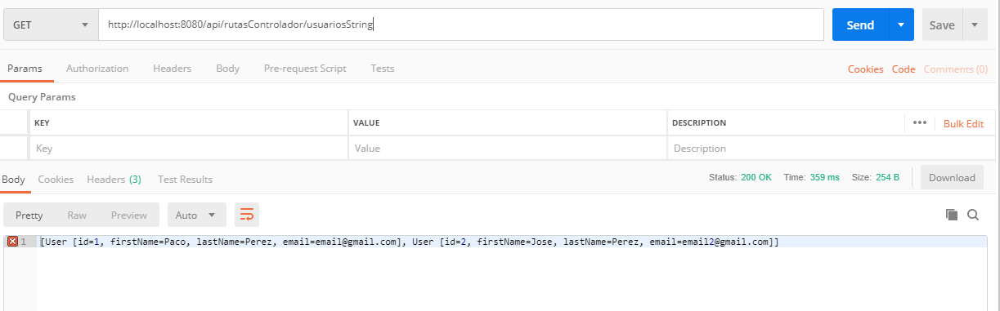 GET http://localhost:8080/api/rutasControlador/usuariosString Send Save
Params Authorization Headers Body Pre-request Script Tests Cookies Code Comments (0)
Query Params
KEY VALUE DESCRIPTION ••• Bulk Edit
Key Value Description
Body Cookies Headers (3) Test Results Status: 200 OK Time: 359 ms Size: 254 B Download
Pretty Raw Preview Auto
1 [User [id=1, firstName=Paco, lastName=Perez, email=email@gmail.com], User [id=2, firstName=Jose, lastName=Perez, email=email2@gmail.com]]